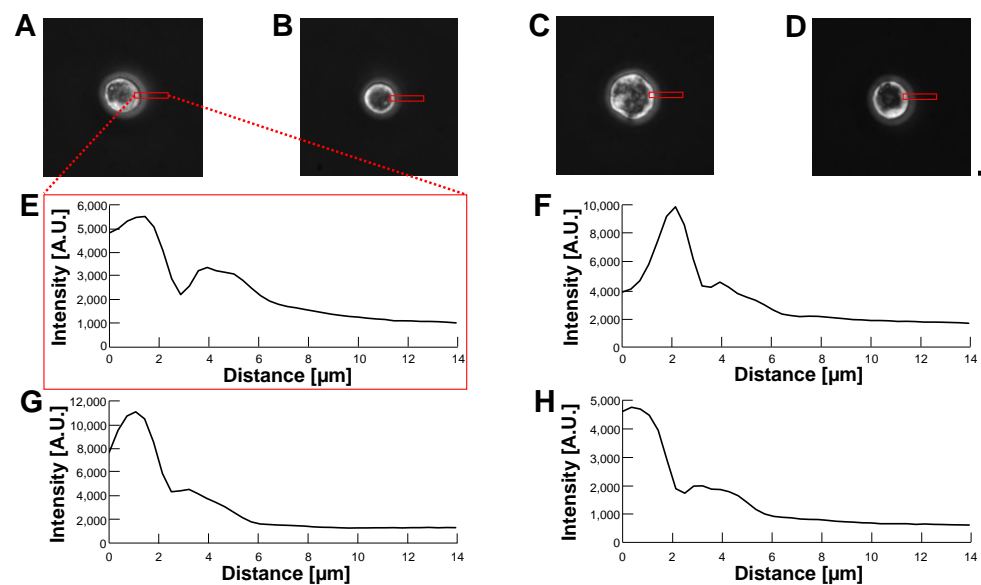 A B C D
E F
6,000
5,000
4,000
3,000
2,000
1,000
0
Intensity [A.U.]
0 2 4 6 8 10 12 14
Distance [µm]
10,000
8,000
6,000
4,000
2,000
0
Intensity [A.U.]
0 2 4 6 8 10 12 14
Distance [µm]
G H
12,000
10,000
8,000
6,000
4,000
2,000
0
Intensity [A.U.]
0 2 4 6 8 10 12 14
Distance [µm]
5,000
4,000
3,000
2,000
1,000
0
Intensity [A.U.]
0 2 4 6 8 10 12 14
Distance [µm]